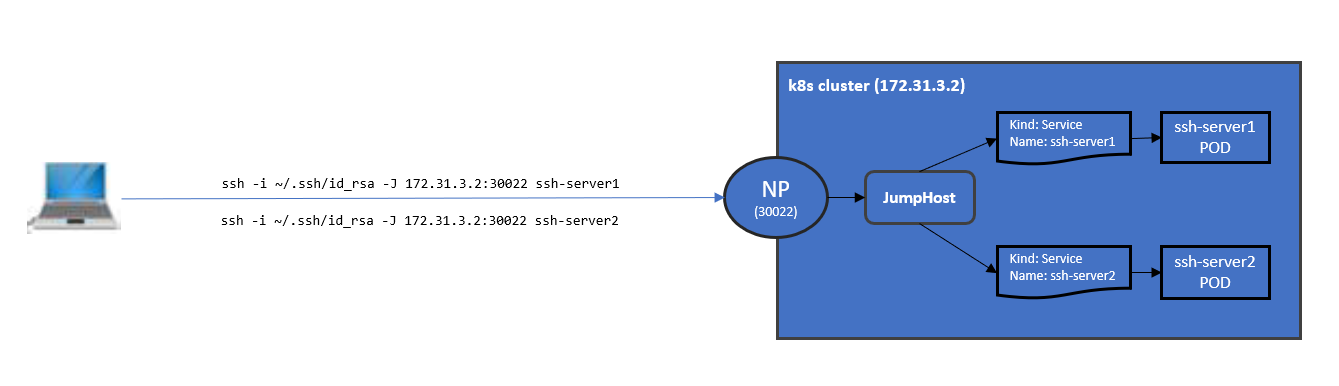 k8s cluster (172.31.3.2)
Kind: Service
Name: ssh-server1
ssh-server1
POD
ssh -i ~/.ssh/id_rsa -J 172.31.3.2:30022 ssh-server1
NP
(30022)
JumpHost
ssh -i ~/.ssh/id_rsa -J 172.31.3.2:30022 ssh-server2
Kind: Service
Name: ssh-server2
ssh-server2
POD